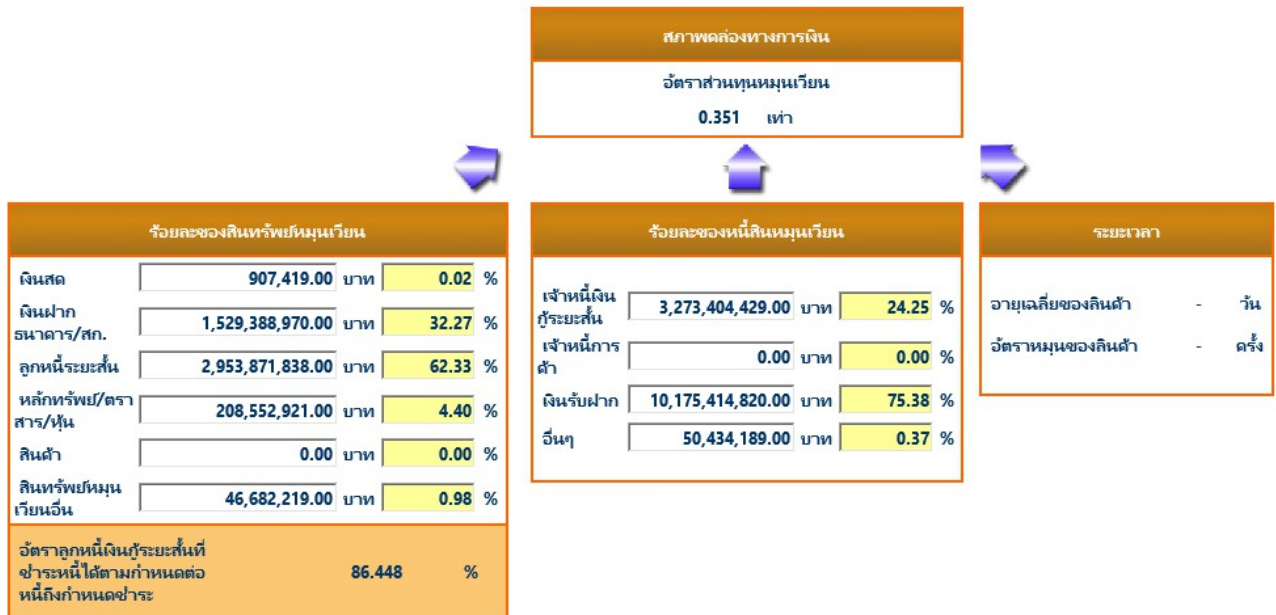 สภาพคล่องทางการเงิน
อัตราส่วนทุนหมุนเวียน
0.351 เท่า
ร้อยละของสินทรัพย์หมุนเวียน
เงินสด 907,419.00 บาท 0.02 %
เงินฝาก
ธนาคาร/สก. 1,529,388,970.00 บาท 32.27 %
ลูกหนี้ระยะสั้น 2,953,871,838.00 บาท 62.33 %
หลักทรัพย์/ตรา
สาร/หุ้น 208,552,921.00 บาท 4.40 %
สินค้า 0.00 บาท 0.00 %
สินทรัพย์หมุน
เวียนอื่น 46,682,219.00 บาท 0.98 %
อัตราลูกหนี้เงินกู้ระยะสั้นที่
ชำระหนี้ได้ตามกำหนดต่อ 86.448 %
หนี้ถึงกำหนดชำระ
ร้อยละของหนี้สินหมุนเวียน
เจ้าหนี้เงิน
กู้ระยะสั้น 3,273,404,429.00 บาท 24.25 %
เจ้าหนี้การ
ค้า 0.00 บาท 0.00 %
เงินรับฝาก 10,175,414,820.00 บาท 75.38 %
อื่นๆ 50,434,189.00 บาท 0.37 %
ระยะเวลา
อายุเฉลี่ยของสินค้า - วัน
อัตราหมุนของสินค้า - ครั้ง